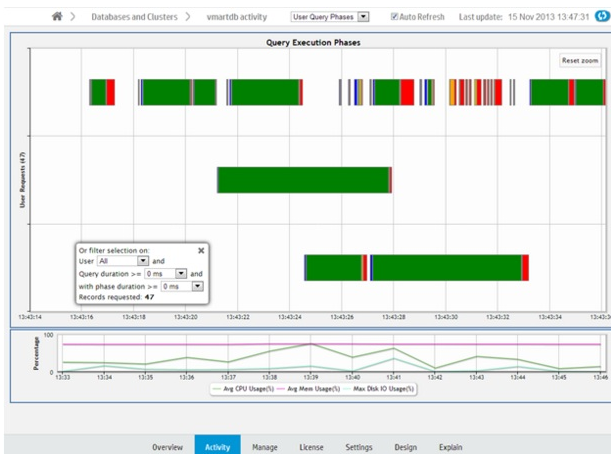 Databases and Clusters > vmartdb activity User Query Phases Auto Refresh Last update: 15 Nov 2013 13:47:31
Query Execution Phases
Reset zoom
User Requests (47)
Or filter selection on:
User All and
Query duration >= 0 ms and
with phase duration >= 0 ms
Records requested: 47
13:43:14 13:43:16 13:43:18 13:43:20 13:43:22 13:43:24 13:43:26 13:43:28 13:43:30 13:43:32 13:43:34 13:43:3
Percentage
100
0
13:33 13:34 13:35 13:36 13:37 13:38 13:39 13:40 13:41 13:42 13:43 13:44 13:45 13:46
Avg CPU Usage(%) Avg Mem Usage(%) Max Disk IO Usage(%)
Overview Activity Manage License Settings Design Explain